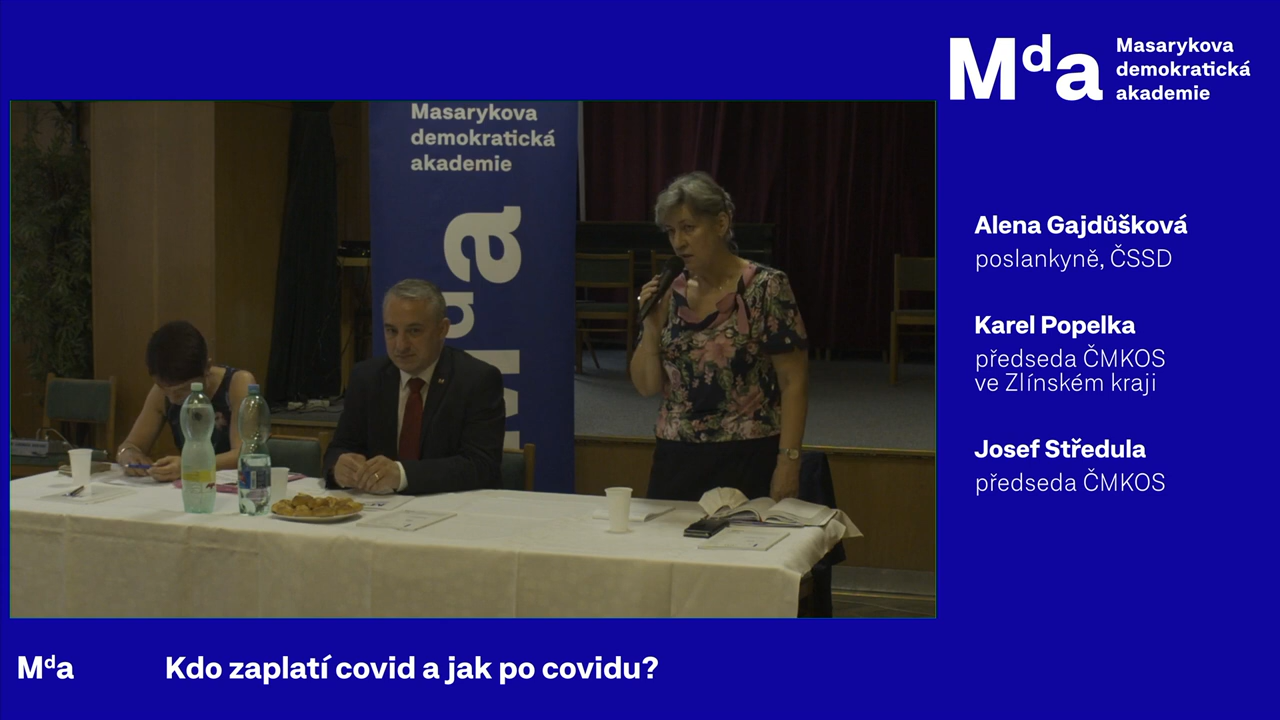 Mda
Masarykova
demokratická
akademie
Masarykova
demokratická
akademie
Mda
Alena Gajdůšková
poslankyně, ČSSD
Karel Popelka
předseda ČMKOS
ve Zlínském kraji
Josef Středula
předseda ČMKOS
Mda
Kdo zaplatí covid a jak po covidu?